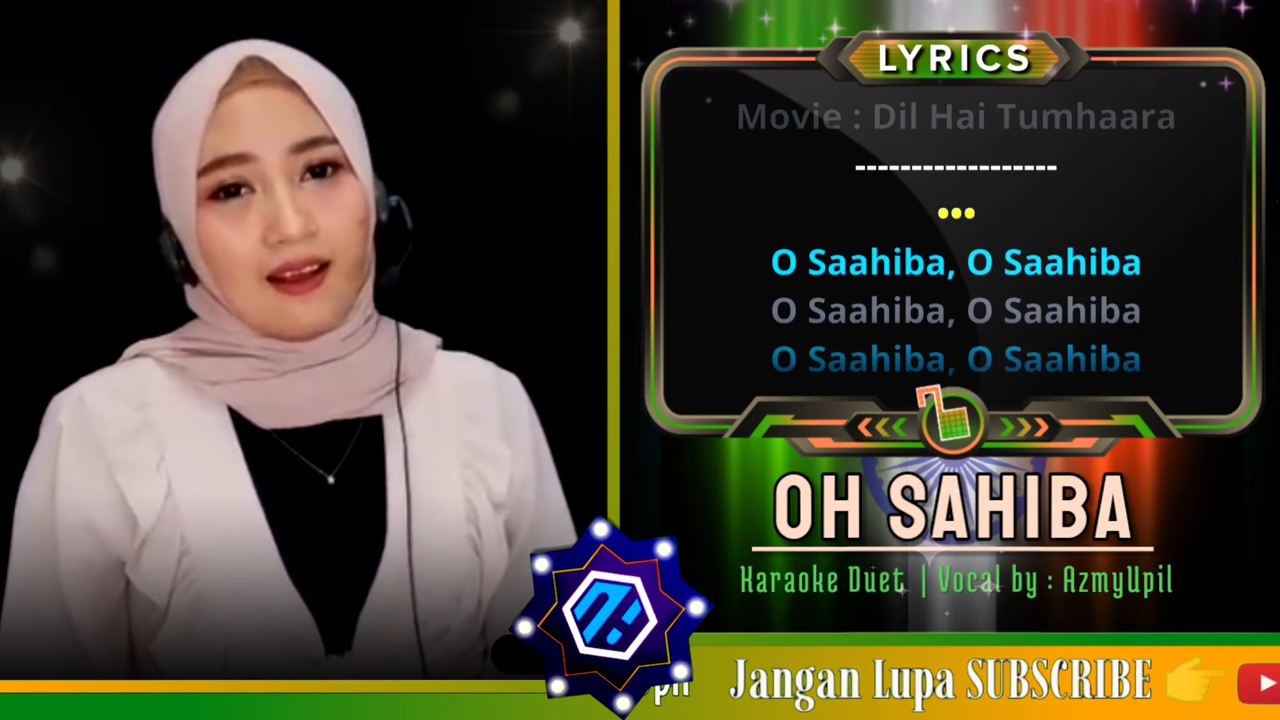 LYRICS
Movie : Dil Hai Tumhaara
------------------
...
O Saahiba, O Saahiba
O Saahiba, O Saahiba
O Saahiba, O Saahiba
OH SAHIBA
Karaoke Duet | Vocal by : AzmyUpil
Jangan Lupa SUBSCRIBE